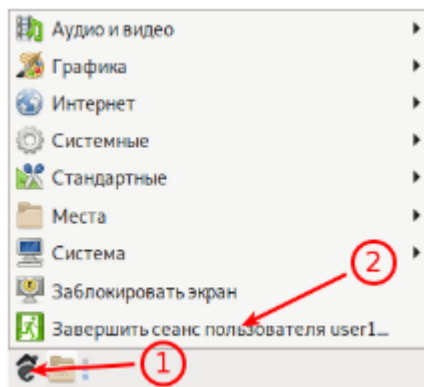 Аудио и видео
Графика
Интернет
Системные
Стандартные
Места
Система
2
Заблокировать экран
Завершить сеанс пользователя user1...
1